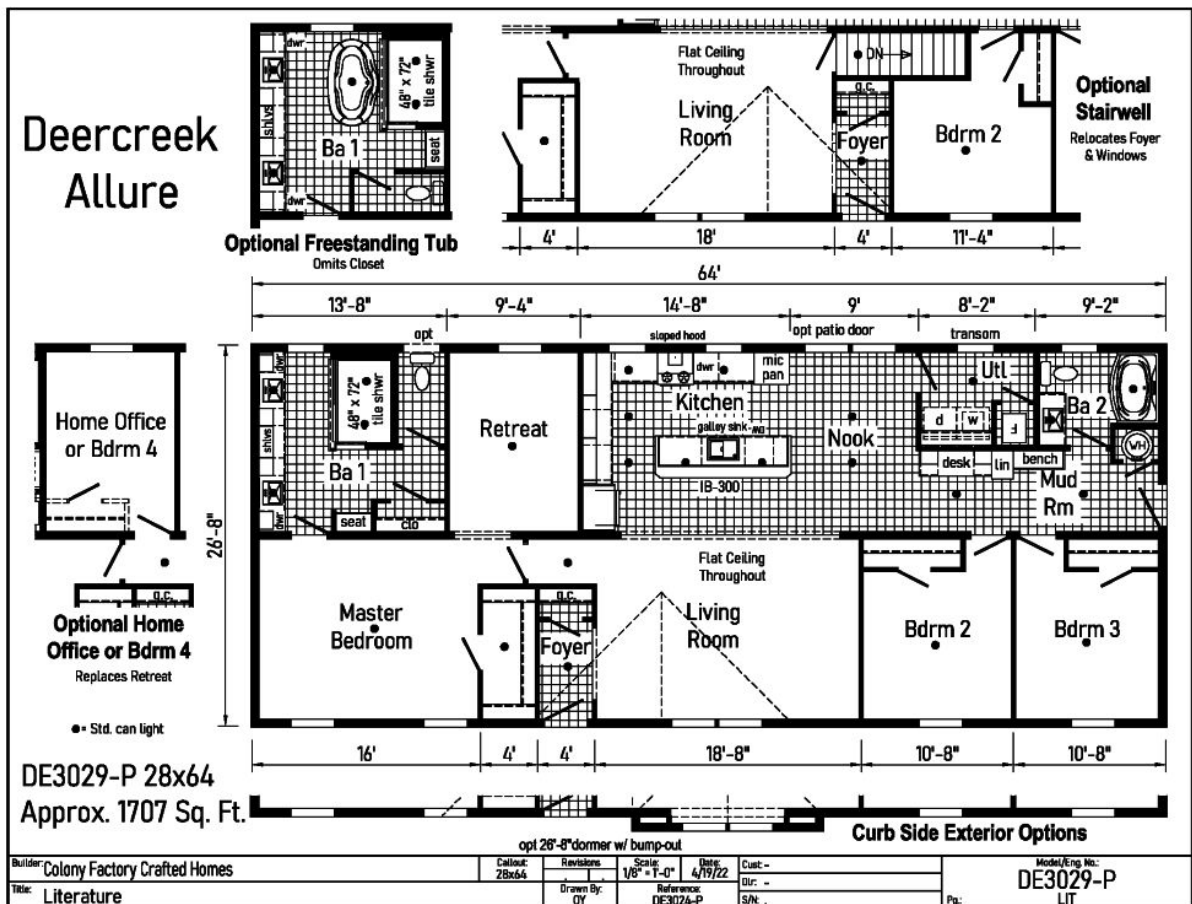 Deercreek
Allure
dwr
shlvs
48" x 72"
tile shwr
Ba 1
seat
dwr
Optional Freestanding Tub
Omits Closet
Flat Ceiling
Throughout
Living
Room
DN
g.c.
Foyer
Bdrm 2
Optional
Stairwell
Relocates Foyer
& Windows
4'
18'
4'
11'-4"
64'
13'-8"
9'-4"
14'-8"
9'
8'-2"
9'-2"
opt
sloped hood
opt patio door
transom
26'-8"
Home Office
or Bdrm 4
g.c.
Optional Home
Office or Bdrm 4
Replaces Retreat
● = Std. can light
dwr
shlvs
48" x 72"
tile shwr
Ba 1
dwr
seat
clo
Retreat
dwr
mic
pan
Kitchen
galley sink
DW
IB-300
Nook
Utl
d
w
F
Ba 2
WH
desk
lin
bench
Mud
Rm
Master
Bedroom
g.c.
Foyer
Flat Ceiling
Throughout
Living
Room
Bdrm 2
Bdrm 3
16'
4'
4'
18'-8"
10'-8"
10'-8"
DE3029-P 28x64
Approx. 1707 Sq. Ft.
opt 26'-8"dormer w/ bump-out
Curb Side Exterior Options
Builder: Colony Factory Crafted Homes
Title: Literature
Callout:
28x64
Revisions
Drawn By:
OY
Scale:
1/8" = 1'-0"
Date:
4/19/22
Reference:
DE3024-P
Cust: -
Dlr: -
S/N: .
Model/Eng. No.:
DE3029-P
Pg.: LIT